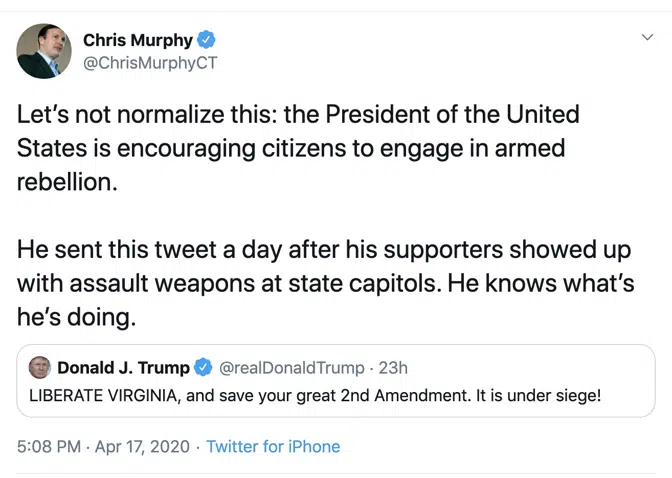 Chris Murphy
@ChrisMurphyCT
Let’s not normalize this: the President of the United
States is encouraging citizens to engage in armed
rebellion.
He sent this tweet a day after his supporters showed up
with assault weapons at state capitols. He knows what’s
he’s doing.
Donald J. Trump @realDonaldTrump · 23h
LIBERATE VIRGINIA, and save your great 2nd Amendment. It is under siege!
5:08 PM · Apr 17, 2020 · Twitter for iPhone